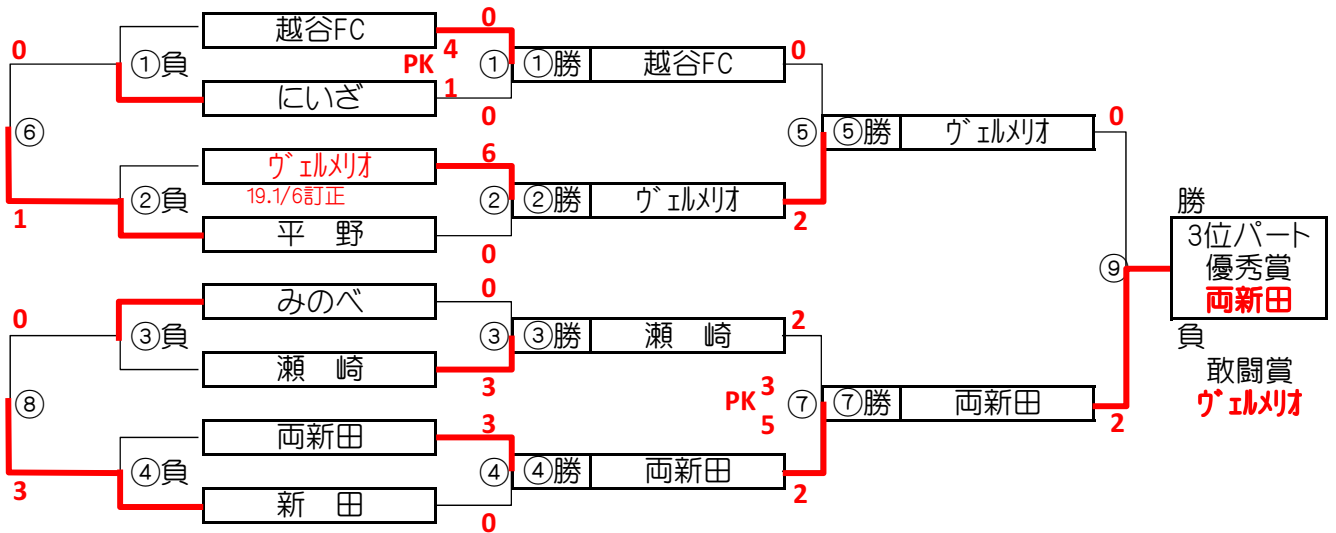 越谷FC
0
0
①負
PK
4
①
①勝
越谷FC
0
にいざ
1
0
⑥
⑤
⑤勝
ヴェルメリオ
0
ヴェルメリオ
6
19.1/6訂正
②負
②
②勝
ヴェルメリオ
2
1
平　野
0
勝
3位パート
優秀賞
両新田
⑨
負
敢闘賞
ヴェルメリオ
みのべ
0
0
③負
③
③勝
瀬　崎
2
瀬　崎
3
⑧
PK
3
5
⑦
⑦勝
両新田
2
両新田
3
④負
④
④勝
両新田
2
3
新　田
0